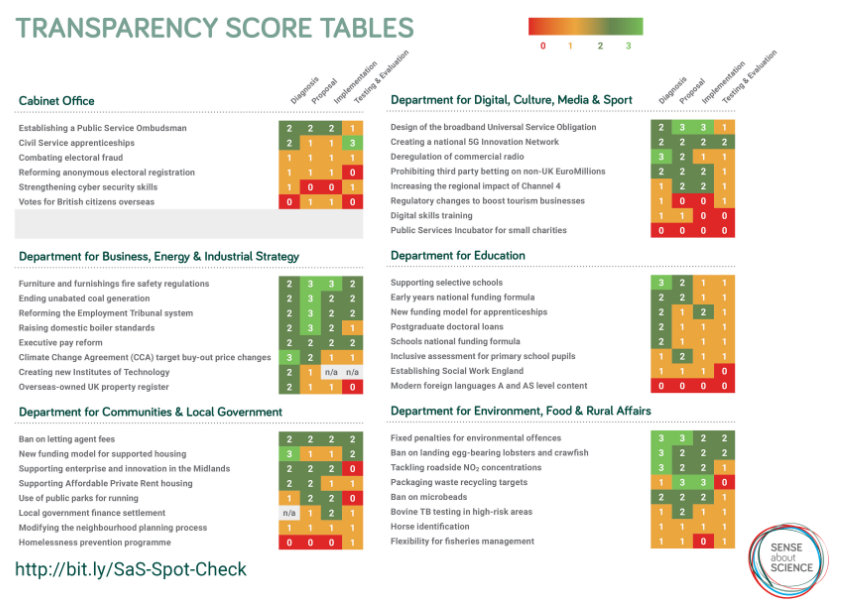 TRANSPARENCY SCORE TABLES
0 1 2 3
Diagnosis Proposal Implementation Testing & Evaluation
Cabinet Office
Establishing a Public Service Ombudsman 2 2 2 1
Civil Service apprenticeships 2 1 1 3
Combating electoral fraud 1 1 1 1
Reforming anonymous electoral registration 1 1 1 0
Strengthening cyber security skills 1 0 0 1
Votes for British citizens overseas 0 1 1 0
Department for Business, Energy & Industrial Strategy
Furniture and furnishings fire safety regulations 2 3 3 2
Ending unabated coal generation 2 3 2 2
Reforming the Employment Tribunal system 2 3 2 2
Raising domestic boiler standards 2 3 2 1
Executive pay reform 2 2 2 2
Climate Change Agreement (CCA) target buy-out price changes 3 2 1 1
Creating new Institutes of Technology 2 1 n/a n/a
Overseas-owned UK property register 2 1 1 0
Department for Communities & Local Government
Ban on letting agent fees 2 2 2 2
New funding model for supported housing 3 1 1 2
Supporting enterprise and innovation in the Midlands 2 2 2 0
Supporting Affordable Private Rent housing 2 2 1 1
Use of public parks for running 1 2 2 0
Local government finance settlement n/a 1 2 1
Modifying the neighbourhood planning process 1 1 1 1
Homelessness prevention programme 0 0 0 1
http://bit.ly/SaS-Spot-Check
Diagnosis Proposal Implementation Testing & Evaluation
Department for Digital, Culture, Media & Sport
Design of the broadband Universal Service Obligation 2 3 3 1
Creating a national 5G Innovation Network 2 2 2 2
Deregulation of commercial radio 3 2 1 1
Prohibiting third party betting on non-UK EuroMillions 2 2 2 1
Increasing the regional impact of Channel 4 1 2 2 1
Regulatory changes to boost tourism businesses 1 0 0 1
Digital skills training 1 1 0 0
Public Services Incubator for small charities 0 0 0 0
Department for Education
Supporting selective schools 3 2 1 1
Early years national funding formula 2 2 1 1
New funding model for apprenticeships 2 1 2 1
Postgraduate doctoral loans 2 1 1 1
Schools national funding formula 2 1 1 1
Inclusive assessment for primary school pupils 1 2 1 1
Establishing Social Work England 1 1 1 0
Modern foreign languages A and AS level content 0 0 0 0
Department for Environment, Food & Rural Affairs
Fixed penalties for environmental offences 3 3 2 2
Ban on landing egg-bearing lobsters and crawfish 3 2 2 2
Tackling roadside NO₂ concentrations 3 2 2 1
Packaging waste recycling targets 1 3 3 0
Ban on microbeads 2 2 2 1
Bovine TB testing in high-risk areas 1 2 1 1
Horse identification 1 1 1 1
Flexibility for fisheries management 1 1 0 1
SENSE
about
SCIENCE